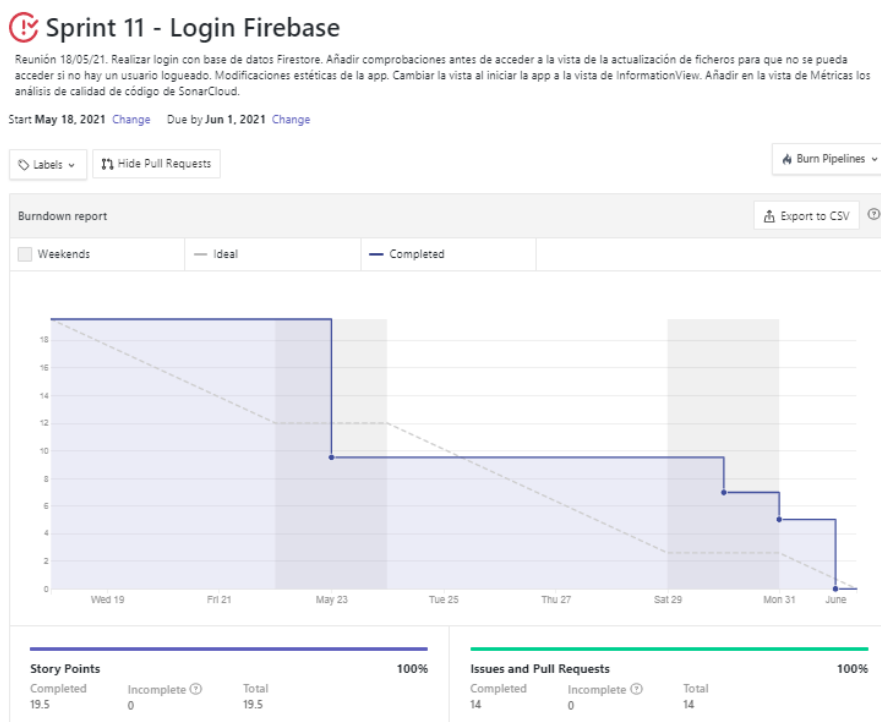 Sprint 11 - Login Firebase
Reunión 18/05/21. Realizar login con base de datos Firestore. Añadir comprobaciones antes de acceder a la vista de la actualización de ficheros para que no se pueda
acceder si no hay un usuario logueado. Modificaciones estéticas de la app. Cambiar la vista al iniciar la app a la vista de InformationView. Añadir en la vista de Métricas los
análisis de calidad de código de SonarCloud.
Start May 18, 2021 Change Due by Jun 1, 2021 Change
Labels Hide Pull Requests Burn Pipelines
Burndown report Export to CSV
Weekends Ideal Completed
18
16
14
12
10
8
6
4
2
0
Wed 19 Fri 21 May 23 Tue 25 Thu 27 Sat 29 Mon 31 June
Story Points 100% Issues and Pull Requests 100%
Completed Incomplete Total Completed Incomplete Total
19.5 0 19.5 14 0 14